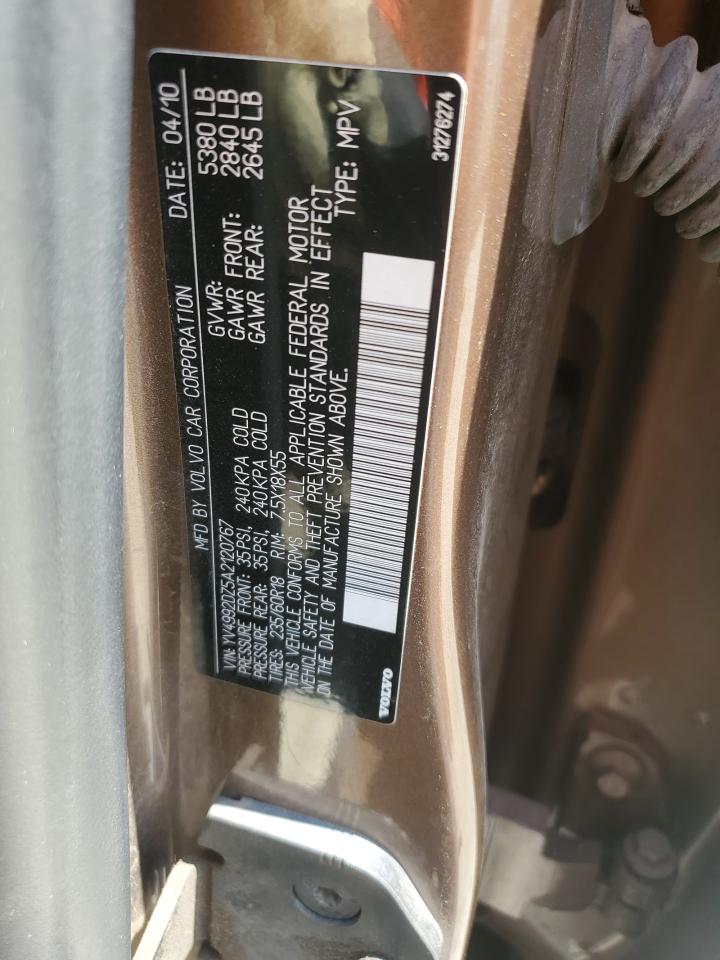 MFD BY VOLVO CAR CORPORATION DATE: 04/10
VIN: YV4992DZ5A2120767 GVWR: 5380 LB
PRESSURE FRONT: 35PSI, 240KPA COLD GAWR FRONT: 2840 LB
PRESSURE REAR: 35PSI, 240KPA COLD GAWR REAR: 2645 LB
TIRES: 235/60R18 RIM: 7.5X18X55
THIS VEHICLE CONFORMS TO ALL APPLICABLE FEDERAL MOTOR
VEHICLE SAFETY AND THEFT PREVENTION STANDARDS IN EFFECT
ON THE DATE OF MANUFACTURE SHOWN ABOVE. TYPE: MPV
VOLVO 31276274